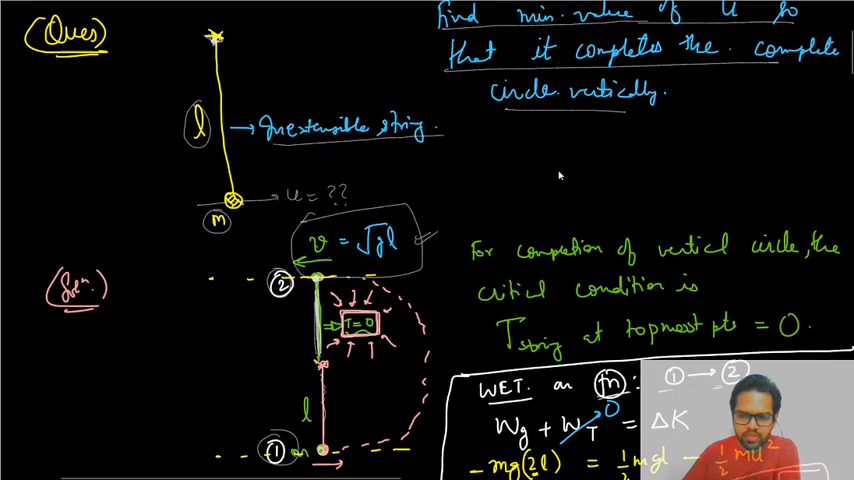 Ques
Find min. value of u so
that it completes the complete
circle vertically.
l
→ Inextensible string.
m
→ u = ??
v = √gl
For completion of vertical circle, the
critical condition is
T string at topmost pts = 0.
Soln.
②
T = 0
l
①
m
WET. on m : ① → ②
Wg + WT = ΔK
0
-mg(2l) = 1/2 mgl - 1/2 mu²